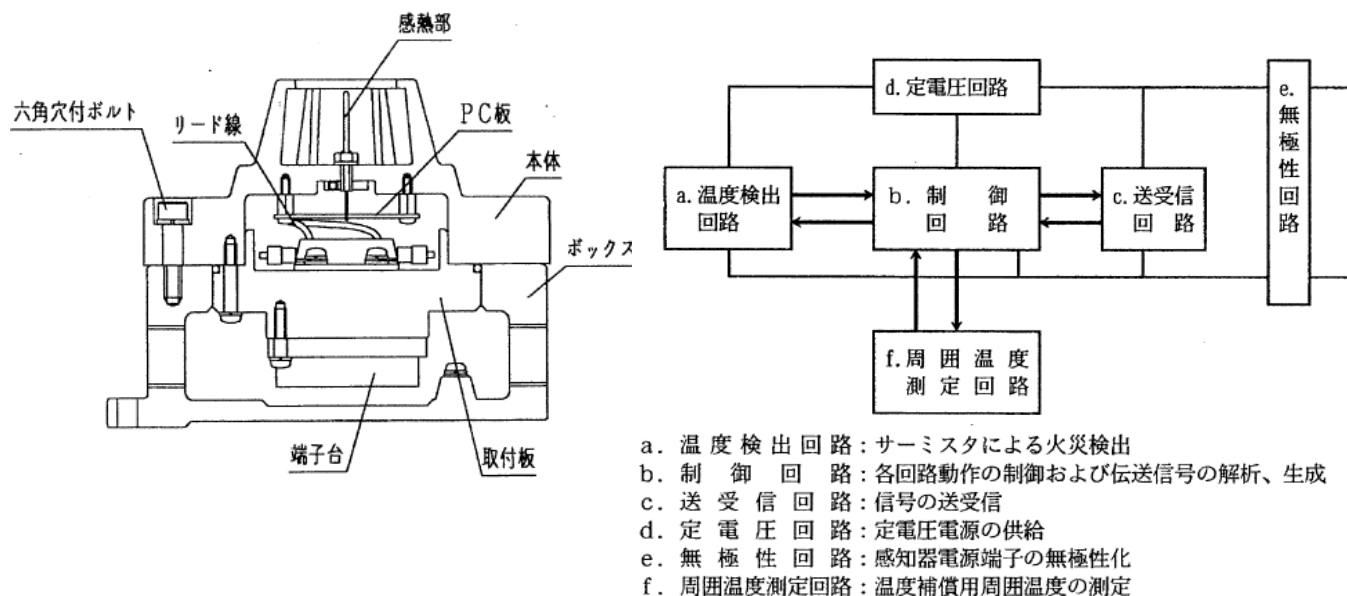 感熱部
六角穴付ボルト
リード線
PC板
本体
ボックス
端子台
取付板
d.定電圧回路
e.
無極性回路
a.温度検出
回路
b.制御
回路
c.送受信
回路
f.周囲温度
測定回路
a．温度検出回路：サーミスタによる火災検出
b．制御回路：各回路動作の制御および伝送信号の解析、生成
c．送受信回路：信号の送受信
d．定電圧回路：定電圧電源の供給
e．無極性回路：感知器電源端子の無極性化
f．周囲温度測定回路：温度補償用周囲温度の測定